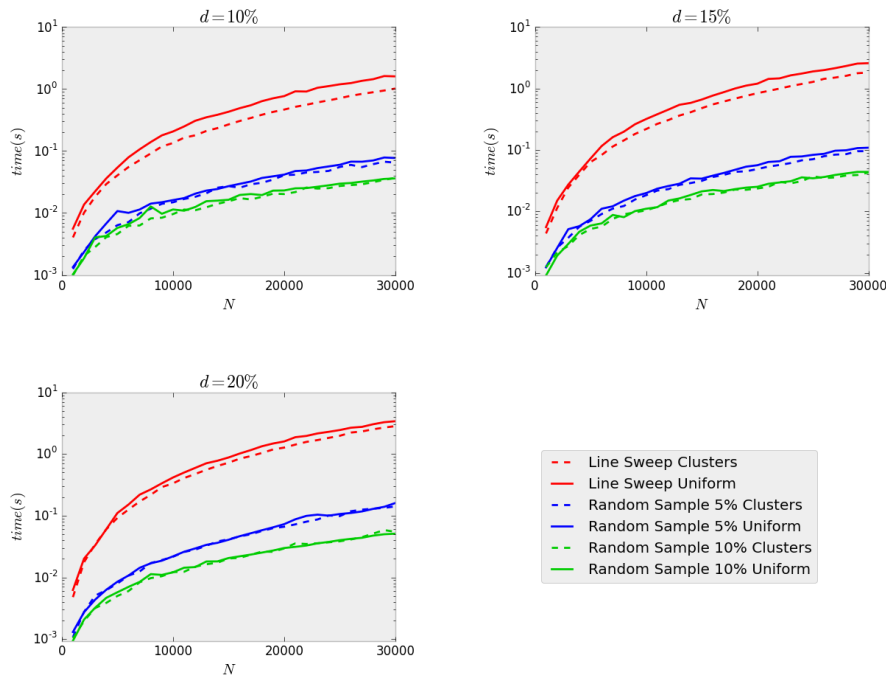 d = 10%
10^1
10^0
10^-1
10^-2
10^-3
time(s)
0
10000
20000
30000
N
d = 15%
10^1
10^0
10^-1
10^-2
10^-3
time(s)
0
10000
20000
30000
N
d = 20%
10^1
10^0
10^-1
10^-2
10^-3
time(s)
0
10000
20000
30000
N
Line Sweep Clusters
Line Sweep Uniform
Random Sample 5% Clusters
Random Sample 5% Uniform
Random Sample 10% Clusters
Random Sample 10% Uniform